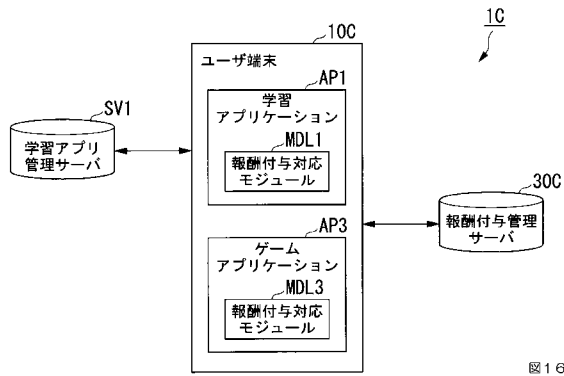 1C
10C
ユーザ端末
AP1
学習
アプリケーション
MDL1
報酬付与対応
モジュール
SV1
学習アプリ
管理サーバ
30C
報酬付与管理
サーバ
AP3
ゲーム
アプリケーション
MDL3
報酬付与対応
モジュール
図16